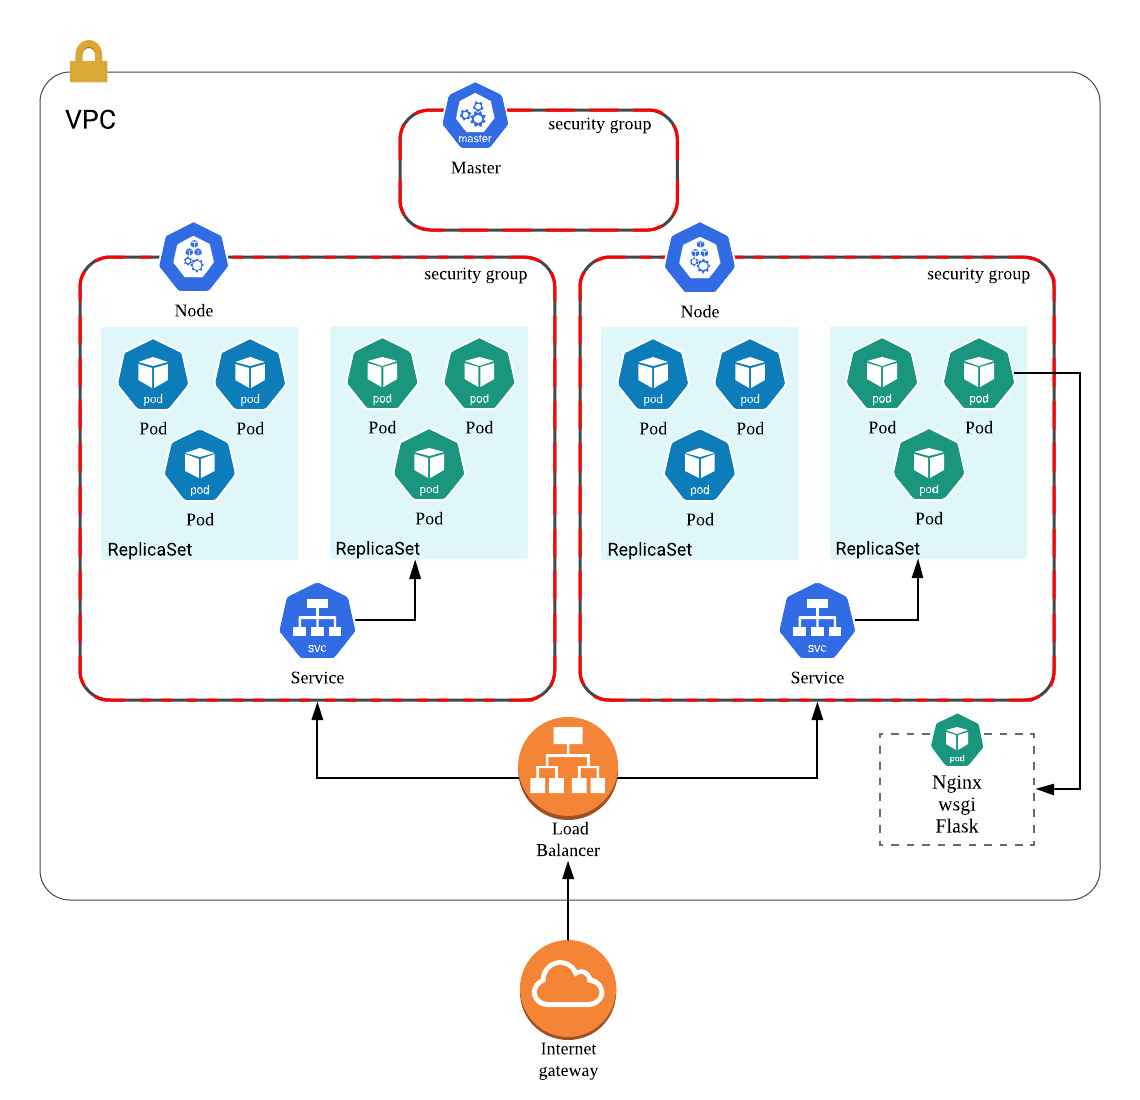 VPC
security group
master
Master
security group
security group
Node
Node
pod
pod
pod
pod
pod
pod
pod
pod
Pod
Pod
Pod
Pod
Pod
Pod
Pod
Pod
pod
pod
pod
pod
Pod
Pod
Pod
Pod
ReplicaSet
ReplicaSet
ReplicaSet
ReplicaSet
svc
svc
Service
Service
pod
Nginx
wsgi
Flask
Load
Balancer
Internet
gateway